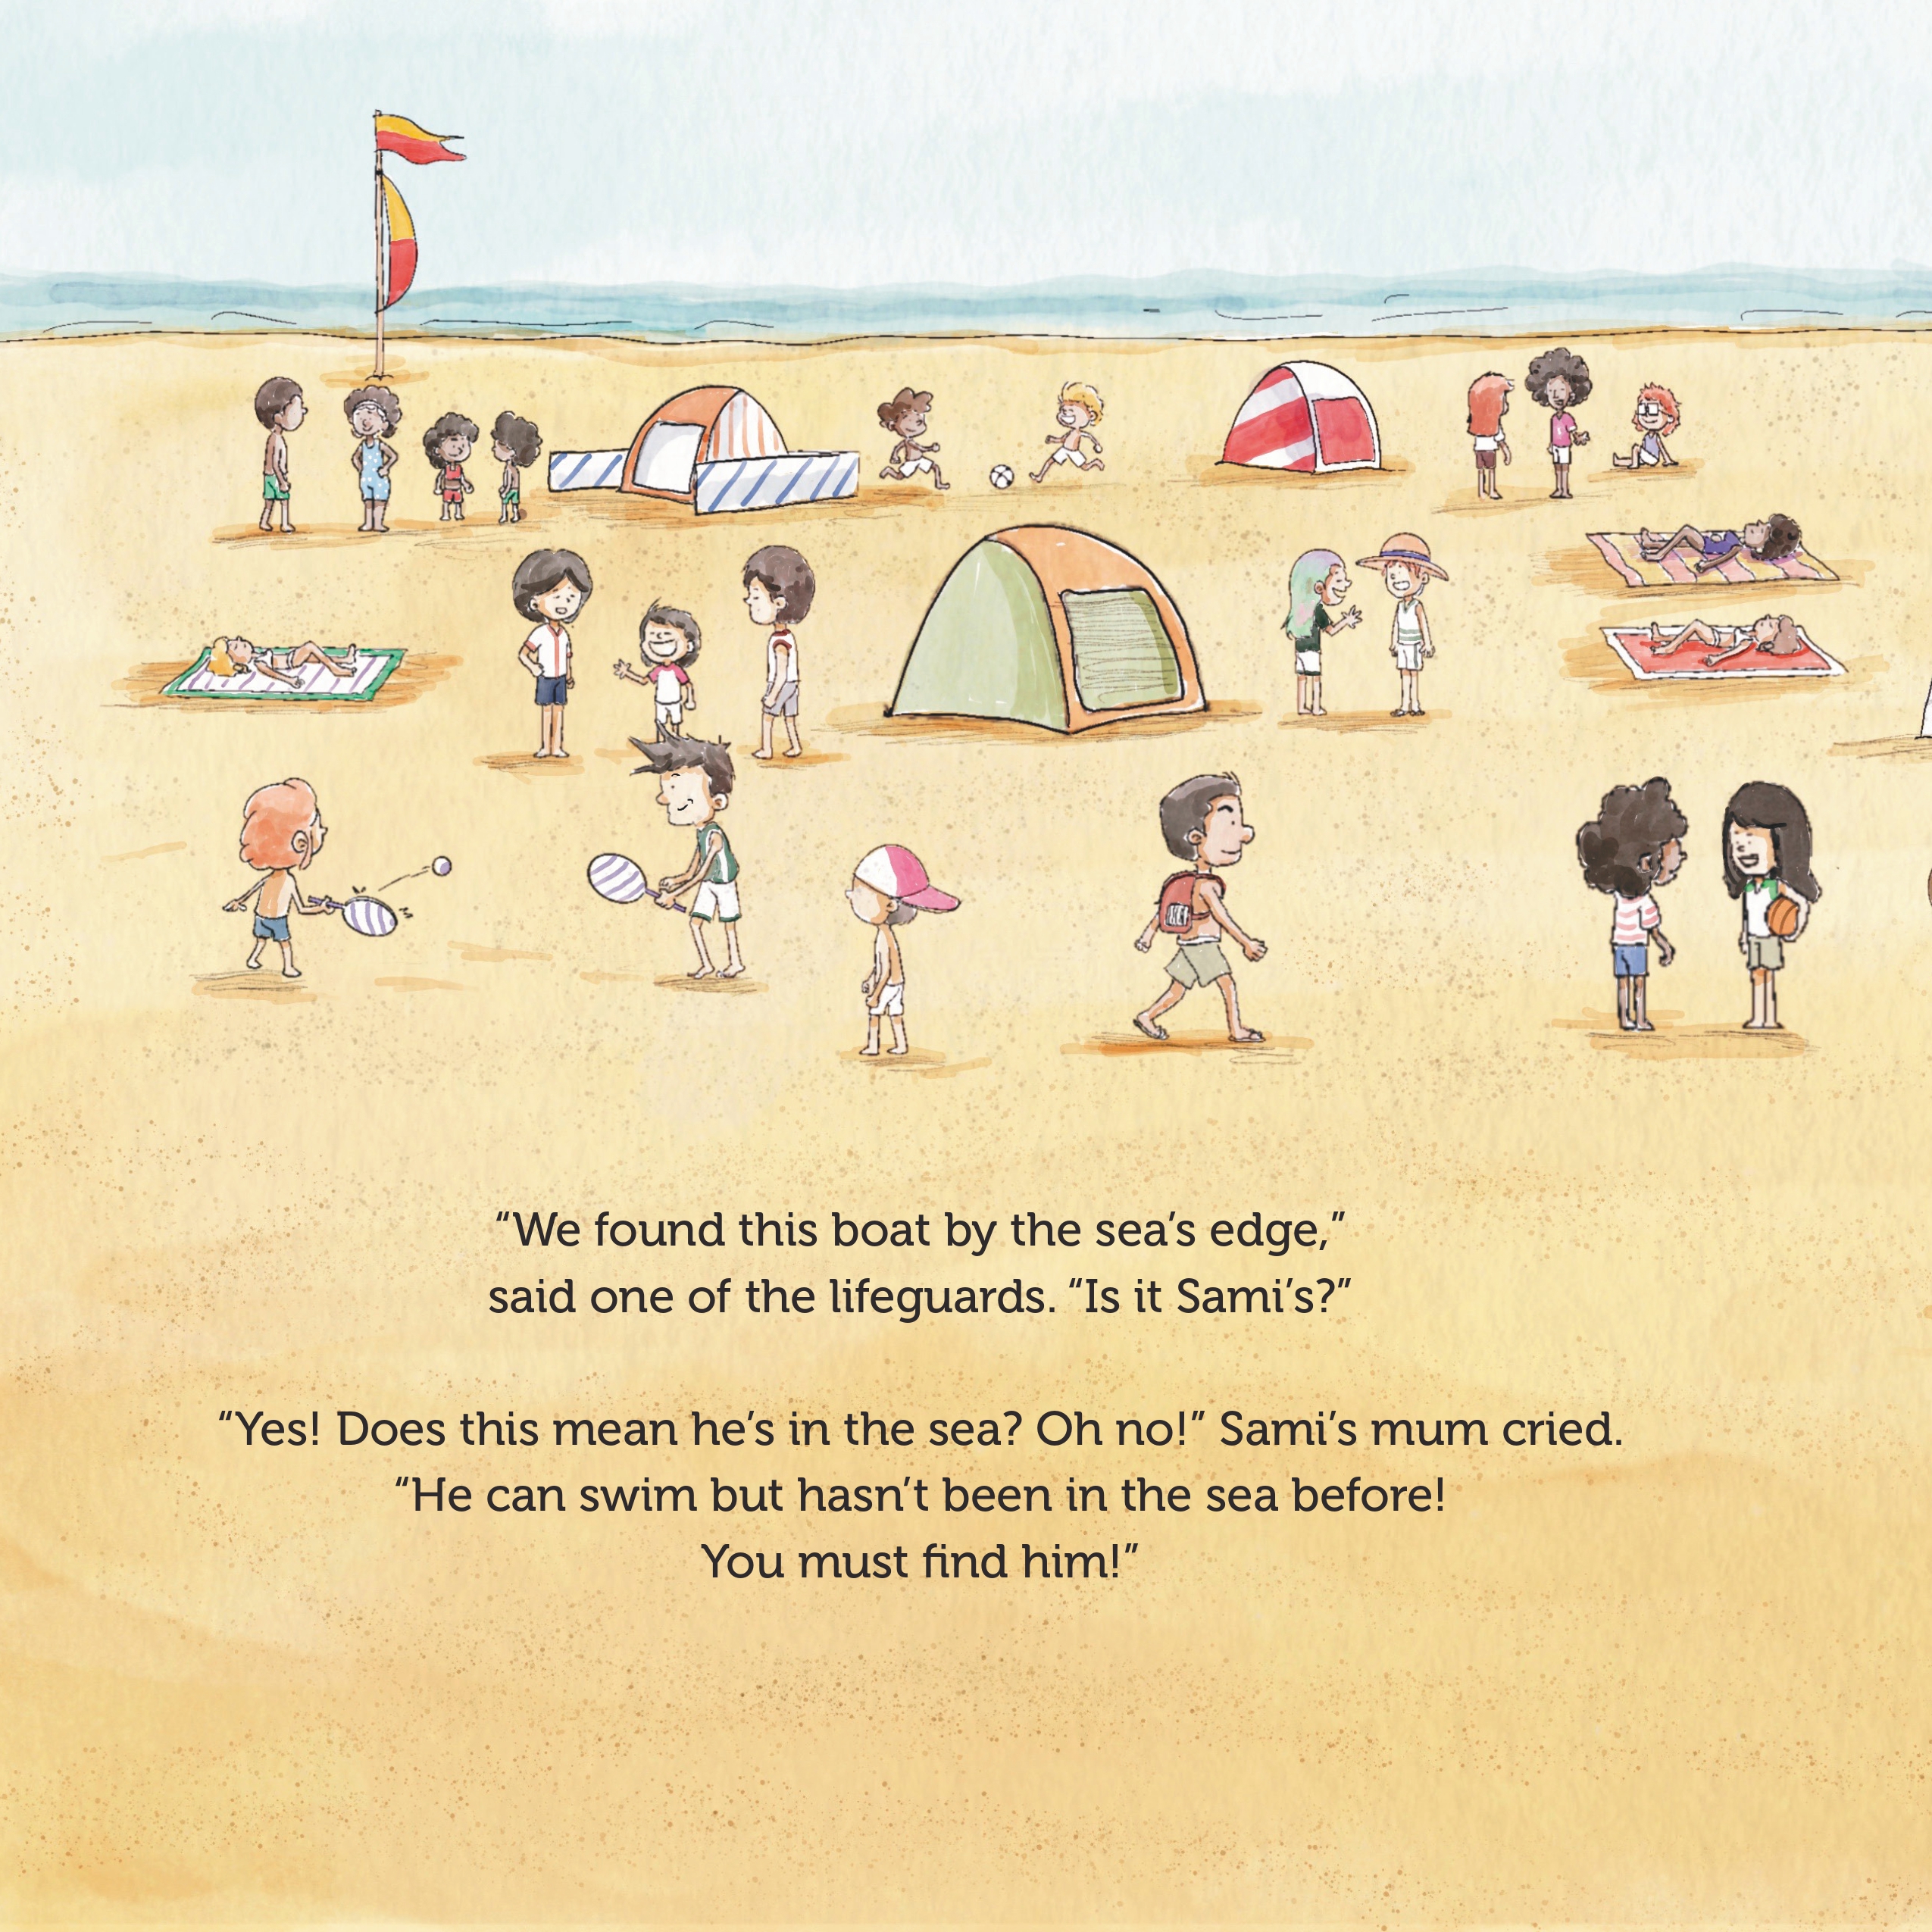 “We found this boat by the sea’s edge,”
said one of the lifeguards. “Is it Sami’s?”
“Yes! Does this mean he’s in the sea? Oh no!” Sami’s mum cried.
“He can swim but hasn’t been in the sea before!
You must find him!”